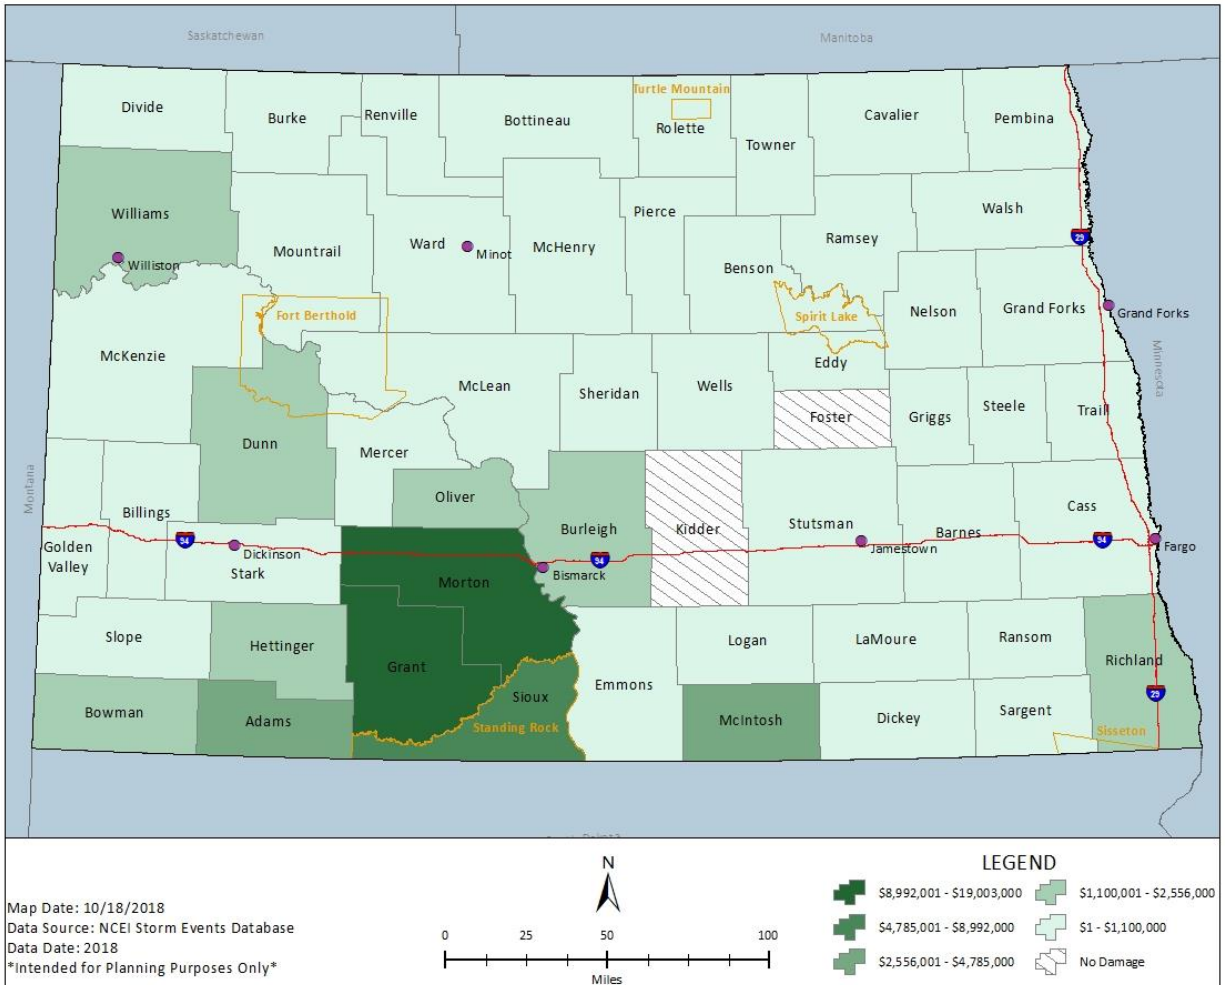 Saskatchewan
Manitoba
Divide
Burke
Renville
Bottineau
Turtle Mountain
Rolette
Towner
Cavalier
Pembina
Williams
Williston
Mountrail
Ward
Minot
McHenry
Pierce
Benson
Ramsey
Walsh
29
Nelson
Grand Forks
Grand Forks
Fort Berthold
Spirit Lake
McKenzie
McLean
Sheridan
Wells
Eddy
Minnesota
Foster
Griggs
Steele
Traill
Dunn
Mercer
Oliver
Montana
Billings
Burleigh
Kidder
Stutsman
Jamestown
Barnes
Cass
94
Fargo
Golden
Valley
94
Dickinson
Stark
Morton
94
Bismarck
Slope
Hettinger
Grant
Logan
LaMoure
Ransom
Richland
29
Emmons
Sioux
Standing Rock
Bowman
Adams
McIntosh
Dickey
Sargent
Sisseton
N
LEGEND
$8,992,001 - $19,003,000
$4,785,001 - $8,992,000
$2,556,001 - $4,785,000
$1,100,001 - $2,556,000
$1 - $1,100,000
No Damage
Map Date: 10/18/2018
Data Source: NCEI Storm Events Database
Data Date: 2018
*Intended for Planning Purposes Only*
0 25 50 100
Miles